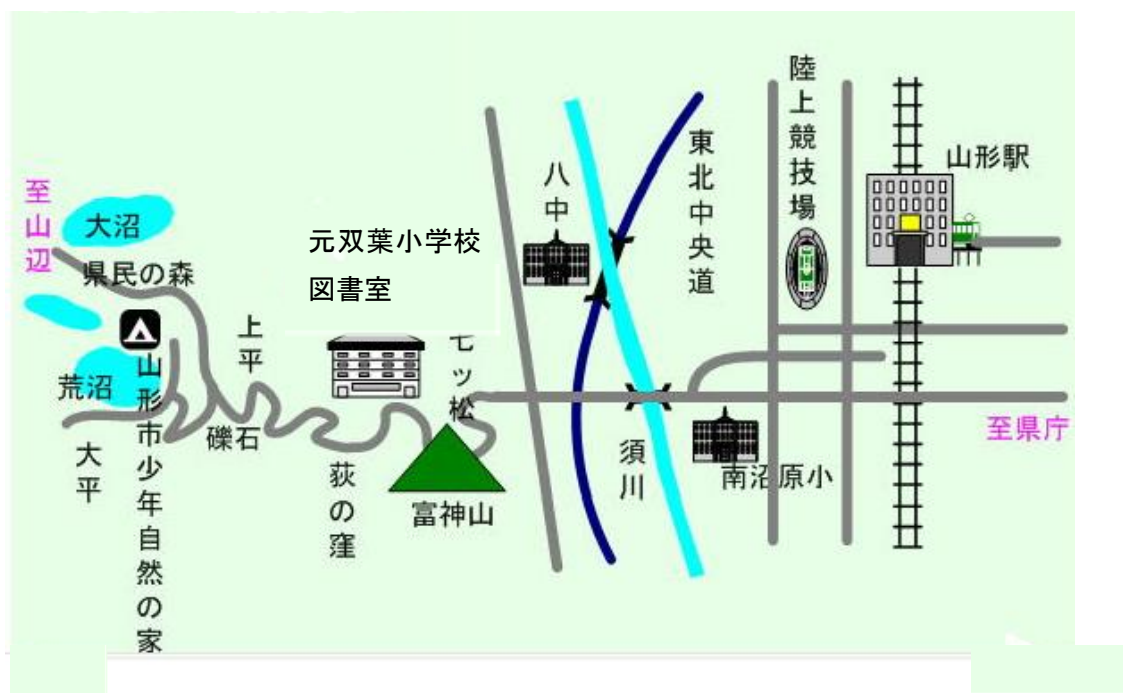 陸上競技場
東北中央道
山形駅
八中
至山辺
大沼
元双葉小学校
図書室
県民の森
上平
七ッ松
山形市少年自然の家
荒沼
礫石
大平
荻の窪
富神山
須川
南沼原小
至県庁